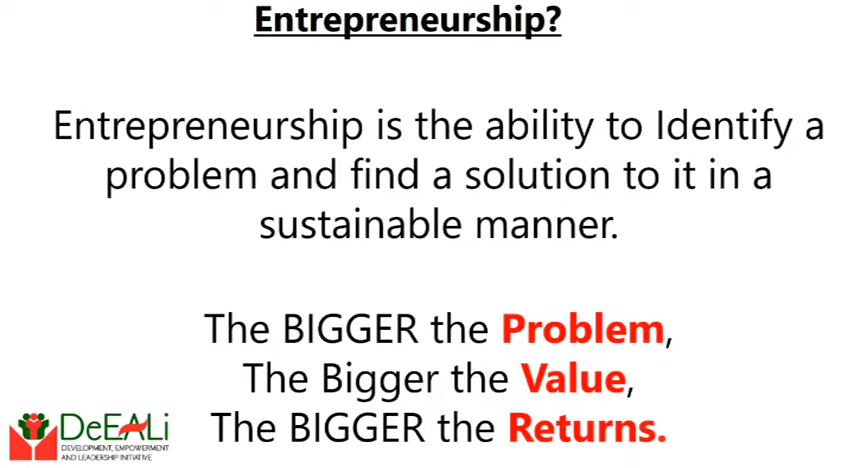 Entrepreneurship?
Entrepreneurship is the ability to Identify a
problem and find a solution to it in a
sustainable manner.
The BIGGER the Problem,
The Bigger the Value,
The BIGGER the Returns.
DeEALi
DEVELOPMENT, EMPOWERMENT
AND LEADERSHIP INITIATIVE